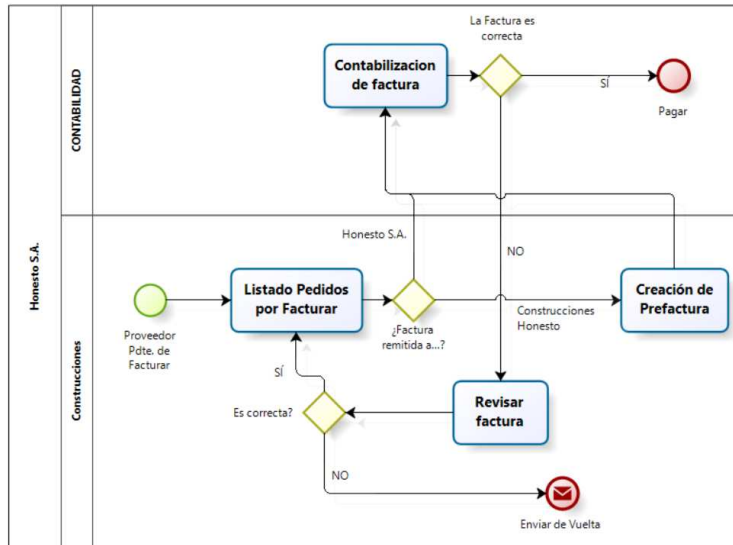 Honesto S.A.
CONTABILIDAD
Contabilizacion
de factura
La Factura es
correcta
SÍ
Pagar
Construcciones
Proveedor
Pdte. de
Facturar
Listado Pedidos
por Facturar
Honesto S.A.
¿Factura
remitida a...?
NO
Construcciones
Honesto
Creación de
Prefactura
SÍ
Es correcta?
Revisar
factura
NO
Enviar de Vuelta